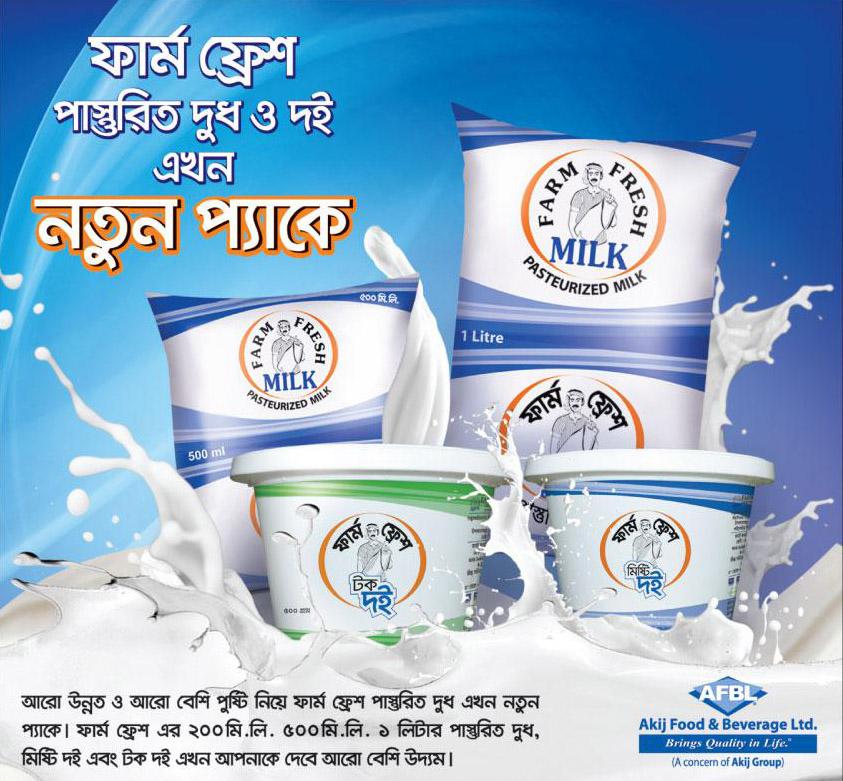 ফার্ম ফ্রেশ
পাস্তুরিত দুধ ও দই
এখন
নতুন প্যাকে
FARM FRESH
MILK
PASTEURIZED MILK
1 Litre
ফার্ম ফ্রেশ
৫০০ মি.লি.
FARM FRESH
MILK
PASTEURIZED MILK
500 ml
ফার্ম ফ্রেশ
টক
দই
৫০০ গ্রাম
ফার্ম ফ্রেশ
মিষ্টি
দই
আরো উন্নত ও আরো বেশি পুষ্টি নিয়ে ফার্ম ফ্রেশ পাস্তুরিত দুধ এখন নতুন
প্যাকে। ফার্ম ফ্রেশ এর ২০০মি.লি. ৫০০মি.লি. ১ লিটার পাস্তুরিত দুধ,
মিষ্টি দই এবং টক দই এখন আপনাকে দেবে আরো বেশি উদ্যম।
AFBL
Akij Food & Beverage Ltd.
Brings Quality in Life.
(A concern of Akij Group)